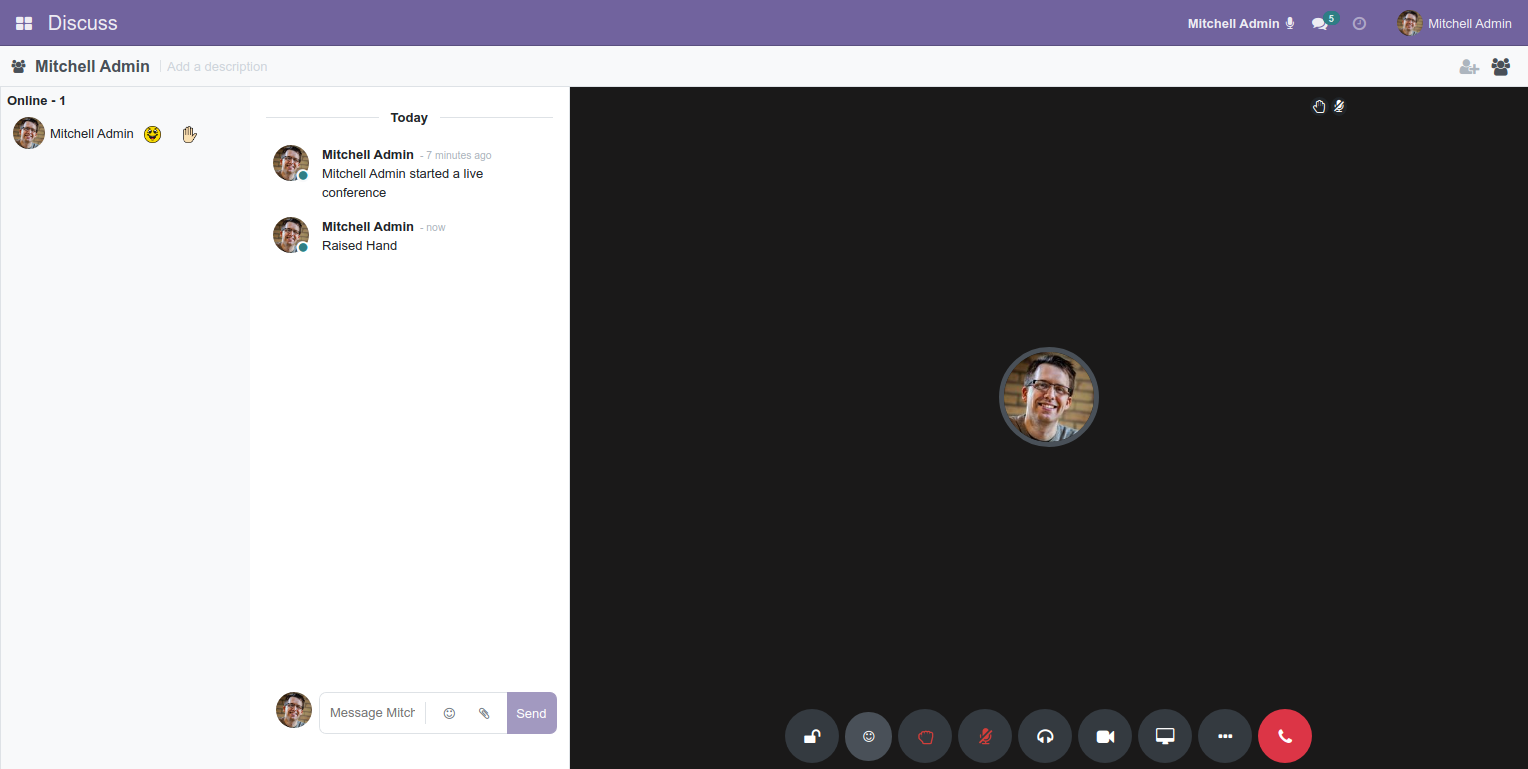 Discuss
Mitchell Admin
5
Mitchell Admin
Mitchell Admin
Add a description
Online - 1
Mitchell Admin
Today
Mitchell Admin - 7 minutes ago
Mitchell Admin started a live
conference
Mitchell Admin - now
Raised Hand
Message Mitch
Send